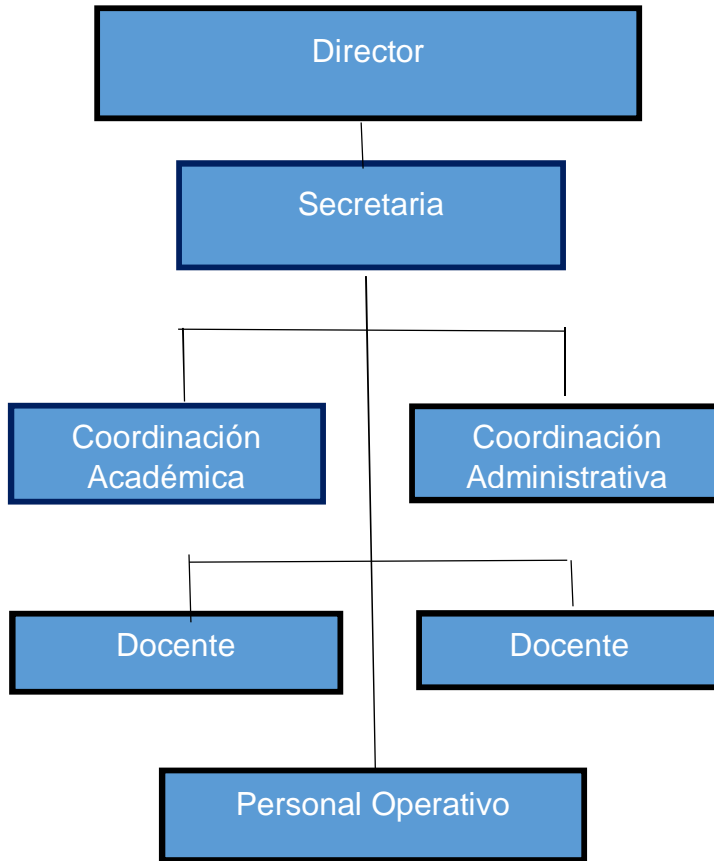 Director
Secretaria
Coordinación
Académica
Coordinación
Administrativa
Docente
Docente
Personal Operativo